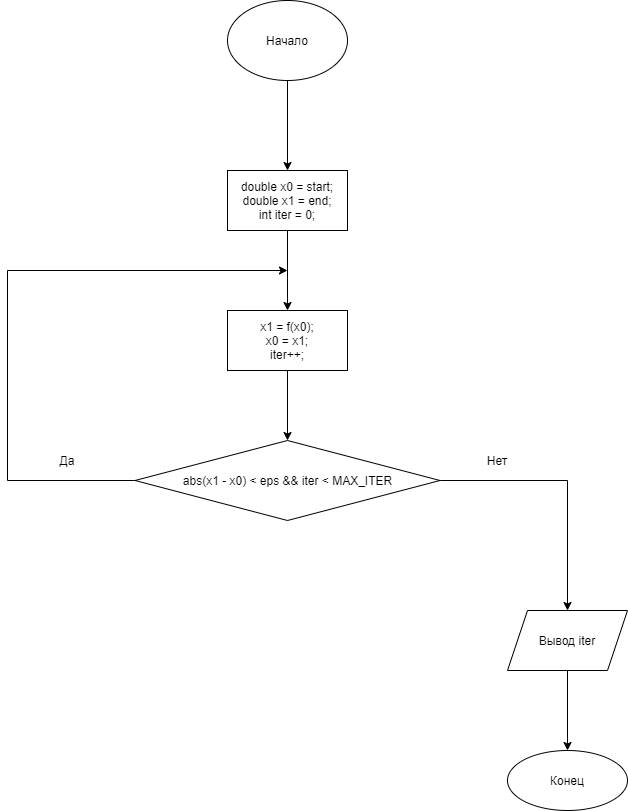 Начало
double x0 = start;
double x1 = end;
int iter = 0;
x1 = f(x0);
x0 = x1;
iter++;
Да
abs(x1 - x0) < eps && iter < MAX_ITER
Нет
Вывод iter
Конец